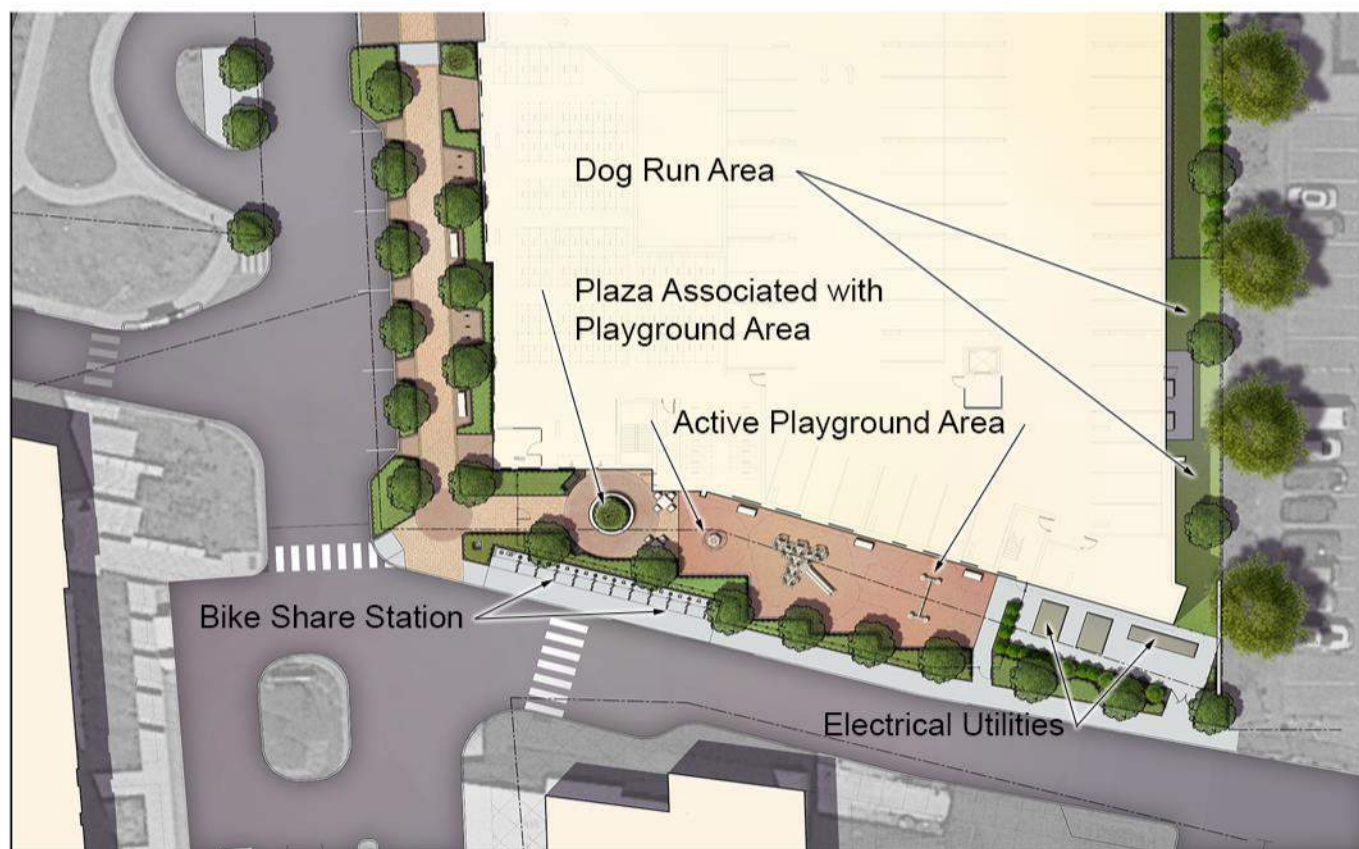 Dog Run Area
Plaza Associated with
Playground Area
Active Playground Area
Bike Share Station
Electrical Utilities